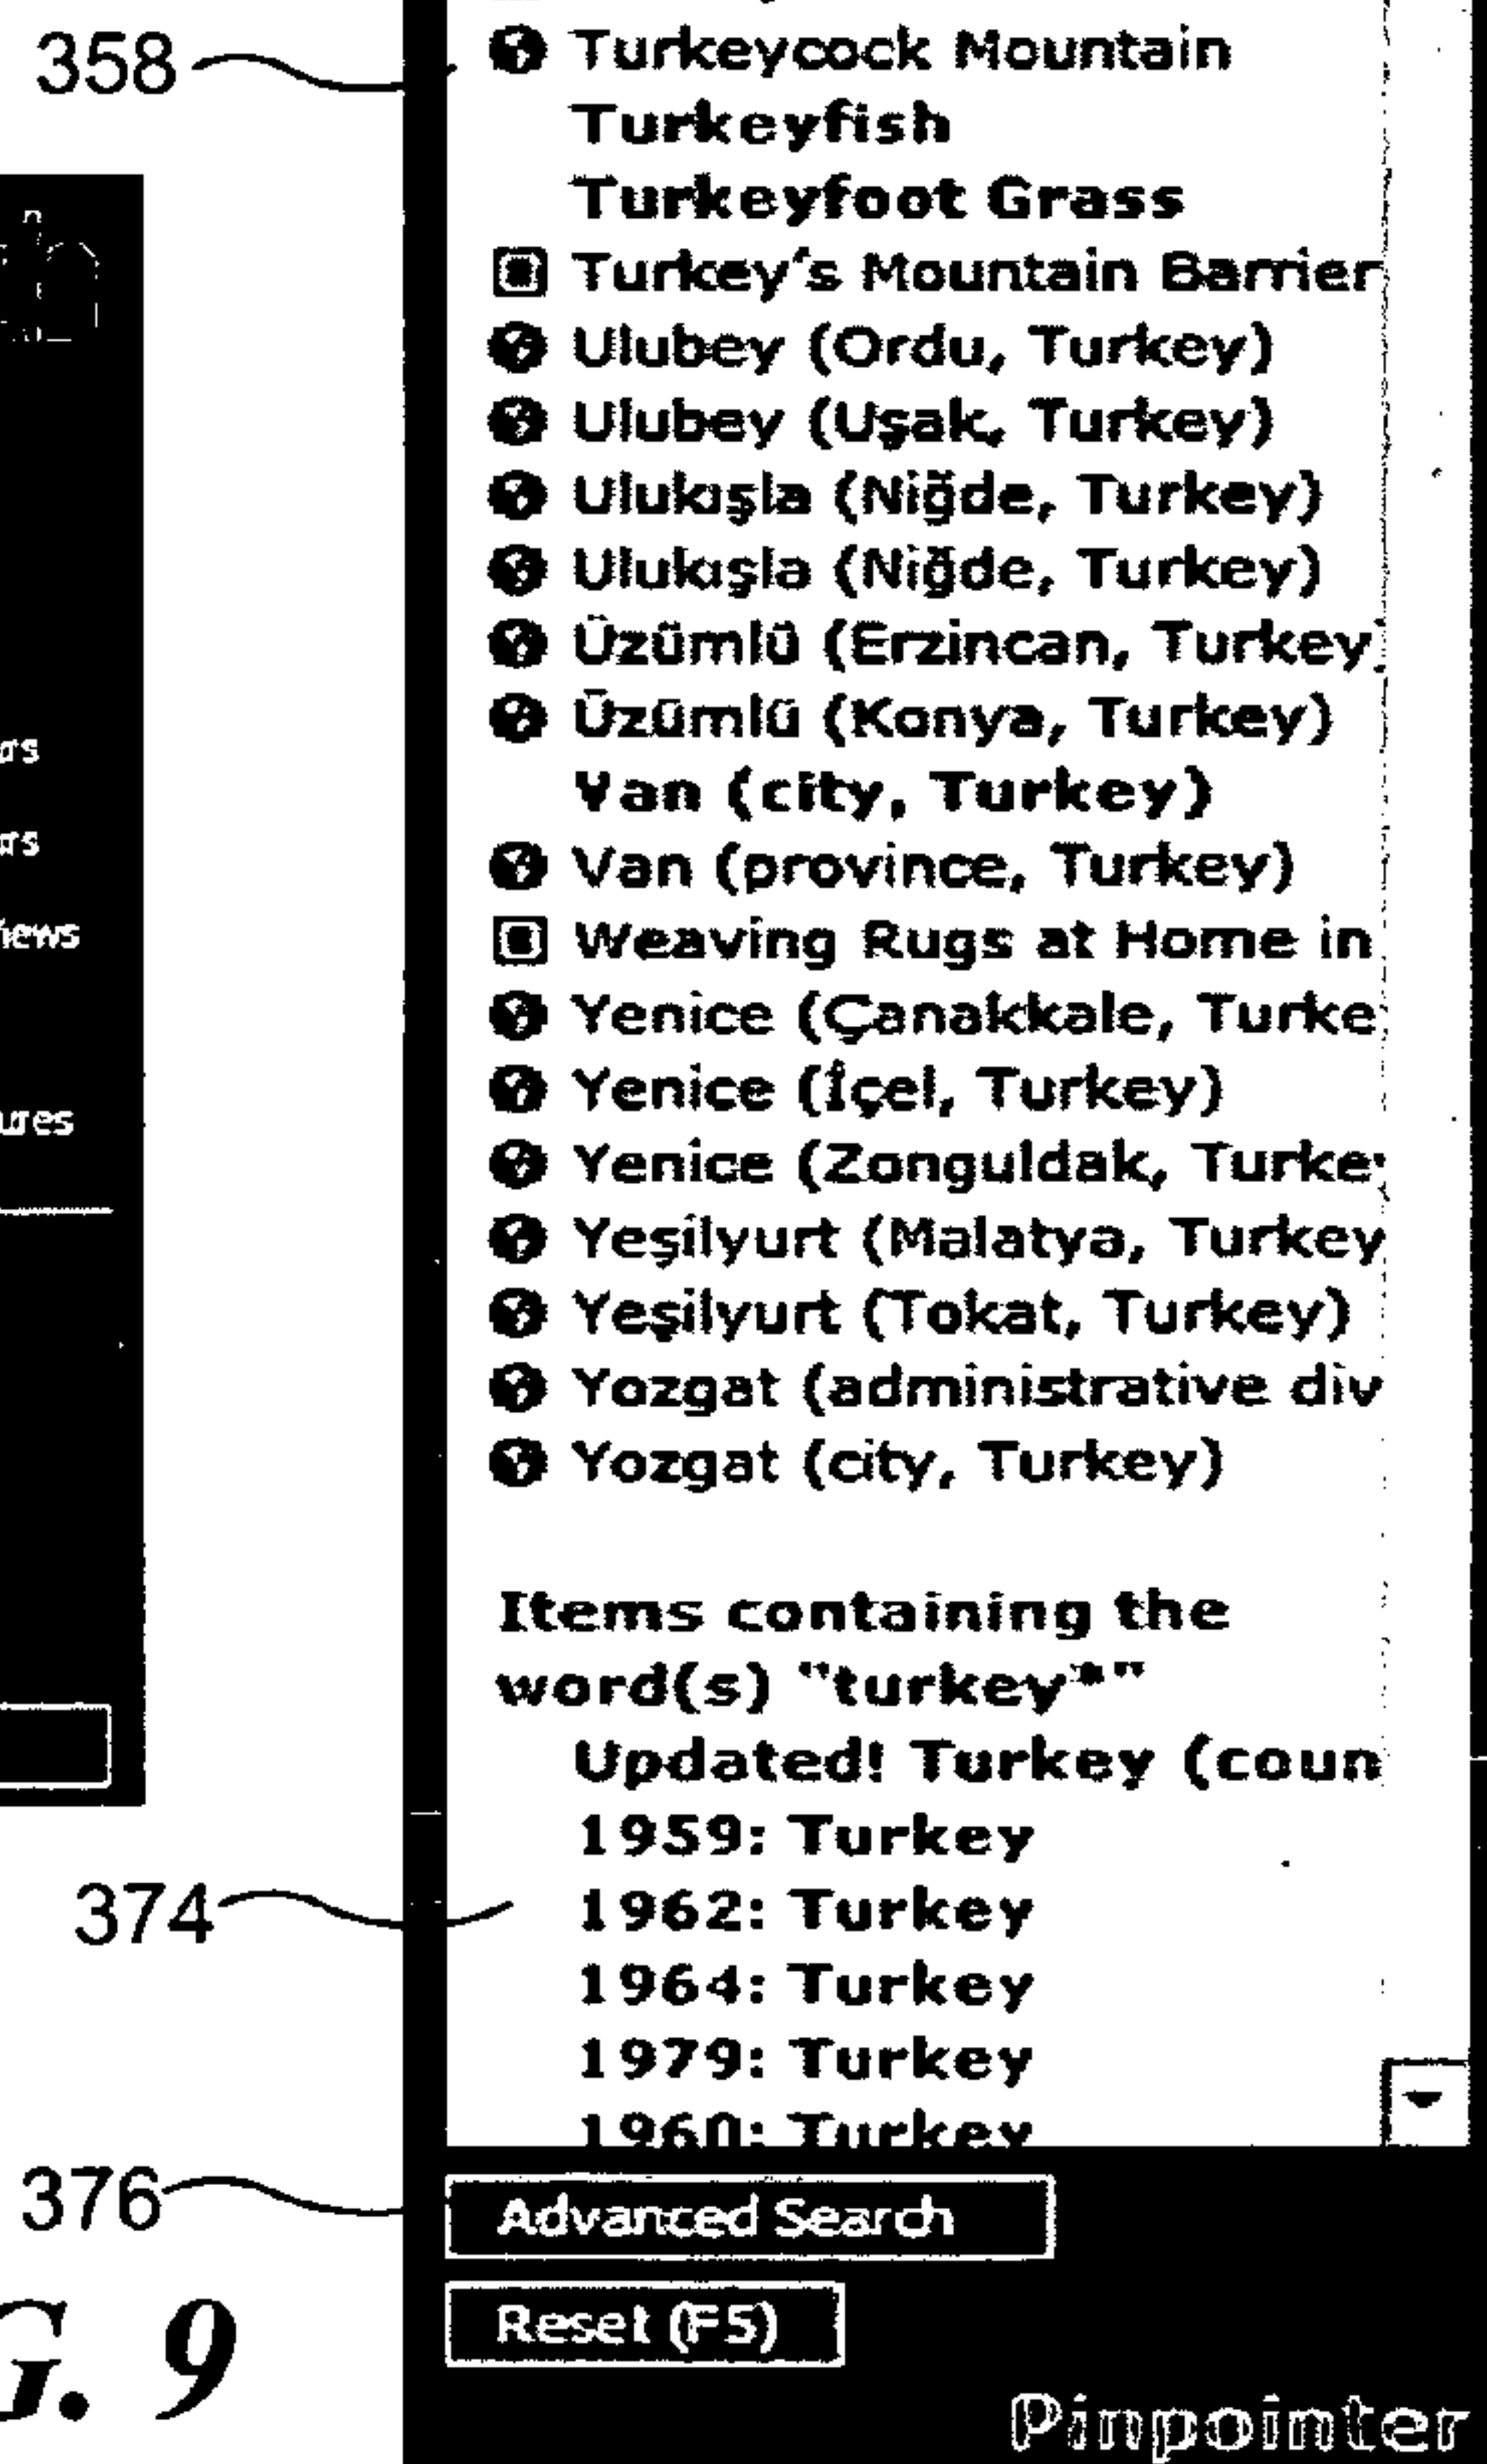 358
Turkeycock Mountain
Turkeyfish
Turkeyfoot Grass
Turkey's Mountain Barrier
Ulubey (Ordu, Turkey)
Ulubey (Uşak, Turkey)
Ulukışla (Niğde, Turkey)
Ulukışla (Niğde, Turkey)
Üzümlü (Erzincan, Turkey
Üzümlü (Konya, Turkey)
Van (city, Turkey)
Van (province, Turkey)
Weaving Rugs at Home in
iews
Yenice (Çanakkale, Turke
Yenice (İçel, Turkey)
ures
Yenice (Zonguldak, Turke
Yeşilyurt (Malatya, Turkey
Yeşilyurt (Tokat, Turkey)
Yozgat (administrative div
Yozgat (city, Turkey)
Items containing the
word(s) "turkey*"
Updated! Turkey (coun
1959: Turkey
374
1962: Turkey
1964: Turkey
1979: Turkey
1960: Turkey
376
Advanced Search
Reset (F5)
G. 9
Pinpointer